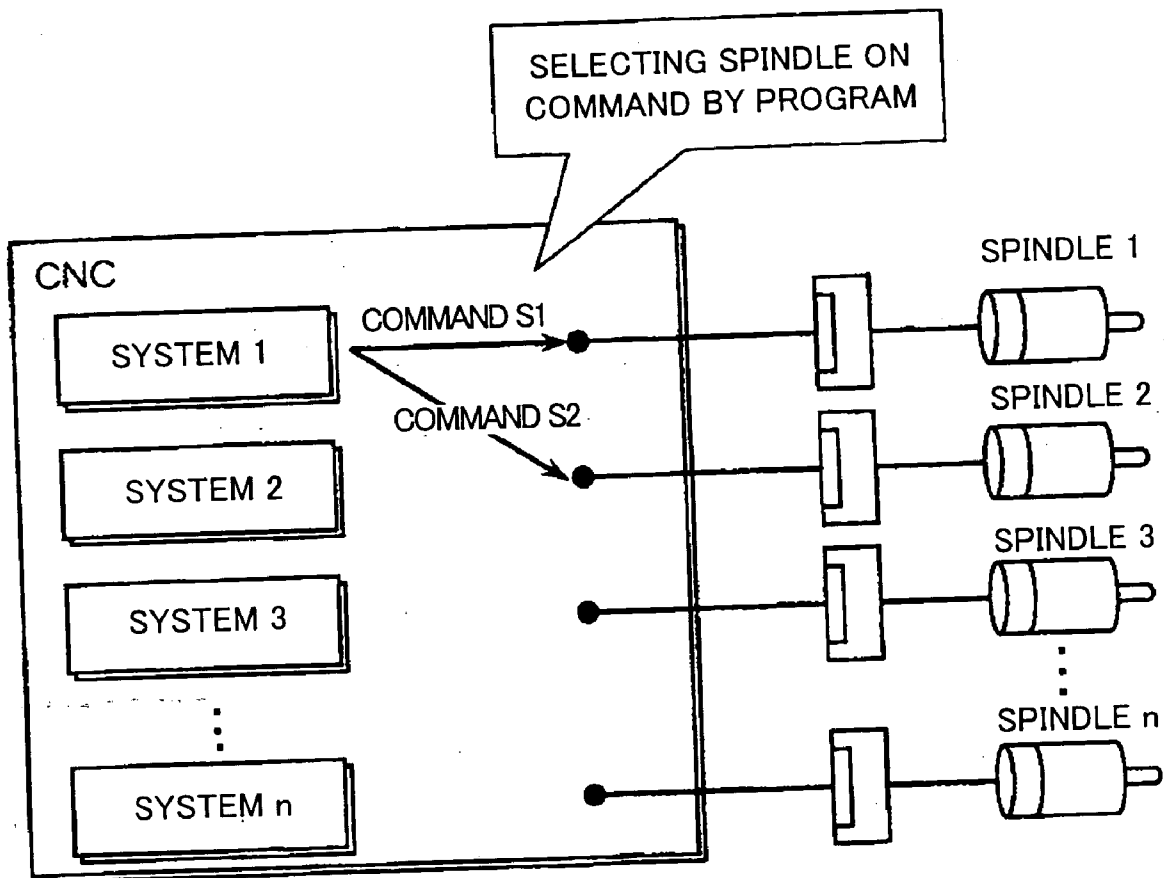 SELECTING SPINDLE ON
COMMAND BY PROGRAM
CNC
SYSTEM 1
COMMAND S1
COMMAND S2
SYSTEM 2
SYSTEM 3
SYSTEM n
SPINDLE 1
SPINDLE 2
SPINDLE 3
SPINDLE n